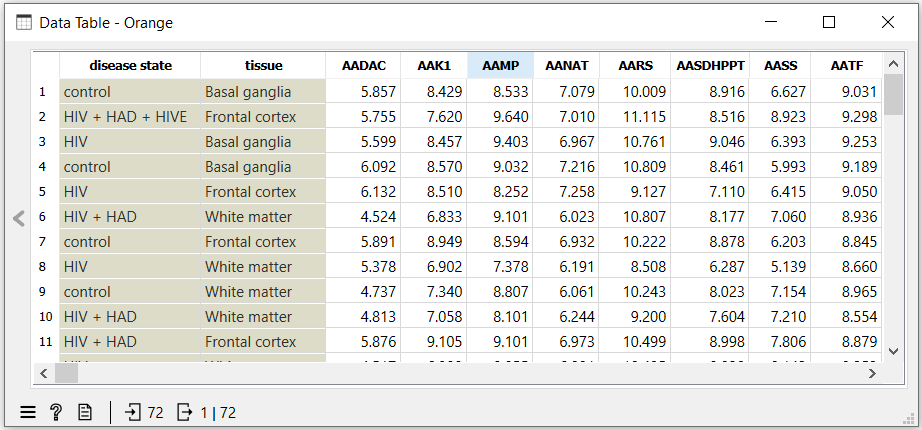 Data Table - Orange
disease state tissue AADAC AAK1 AAMP AANAT AARS AASDHPPT AASS AATF
1 control Basal ganglia 5.857 8.429 8.533 7.079 10.009 8.916 6.627 9.031
2 HIV + HAD + HIVE Frontal cortex 5.755 7.620 9.640 7.010 11.115 8.516 8.923 9.298
3 HIV Basal ganglia 5.599 8.457 9.403 6.967 10.761 9.046 6.393 9.253
4 control Basal ganglia 6.092 8.570 9.032 7.216 10.809 8.461 5.993 9.189
5 HIV Frontal cortex 6.132 8.510 8.252 7.258 9.127 7.110 6.415 9.050
6 HIV + HAD White matter 4.524 6.833 9.101 6.023 10.807 8.177 7.060 8.936
7 control Frontal cortex 5.891 8.949 8.594 6.932 10.222 8.878 6.203 8.845
8 HIV White matter 5.378 6.902 7.378 6.191 8.508 6.287 5.139 8.660
9 control White matter 4.737 7.340 8.807 6.061 10.243 8.023 7.154 8.965
10 HIV + HAD White matter 4.813 7.058 8.101 6.244 9.200 7.604 7.210 8.554
11 HIV + HAD Frontal cortex 5.876 9.105 9.101 6.973 10.499 8.998 7.806 8.879
? 72 1 | 72